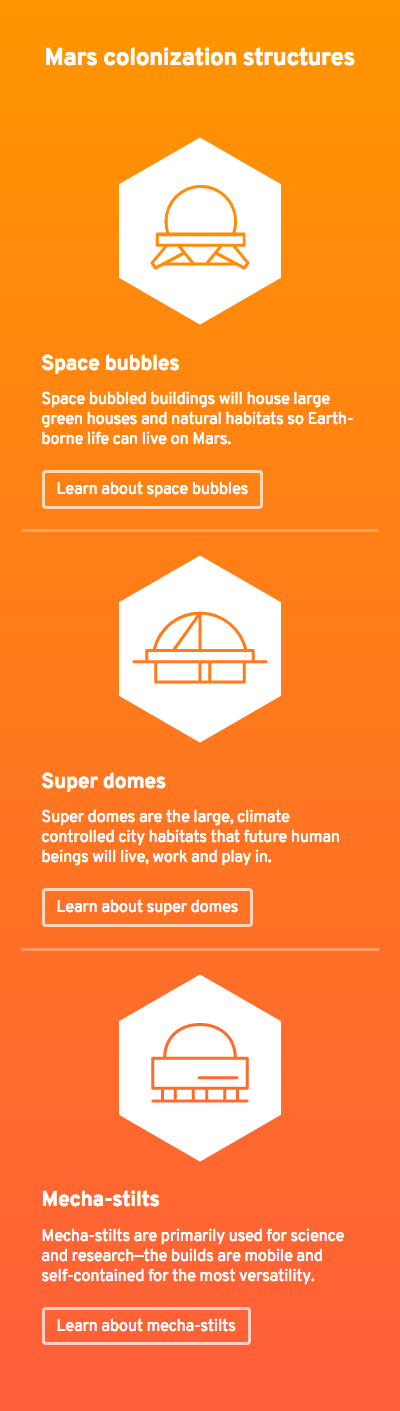 Mars colonization structures
Space bubbles
Space bubbled buildings will house large
green houses and natural habitats so Earth-
borne life can live on Mars.
Learn about space bubbles
Super domes
Super domes are the large, climate
controlled city habitats that future human
beings will live, work and play in.
Learn about super domes
Mecha-stilts
Mecha-stilts are primarily used for science
and research—the builds are mobile and
self-contained for the most versatility.
Learn about mecha-stilts